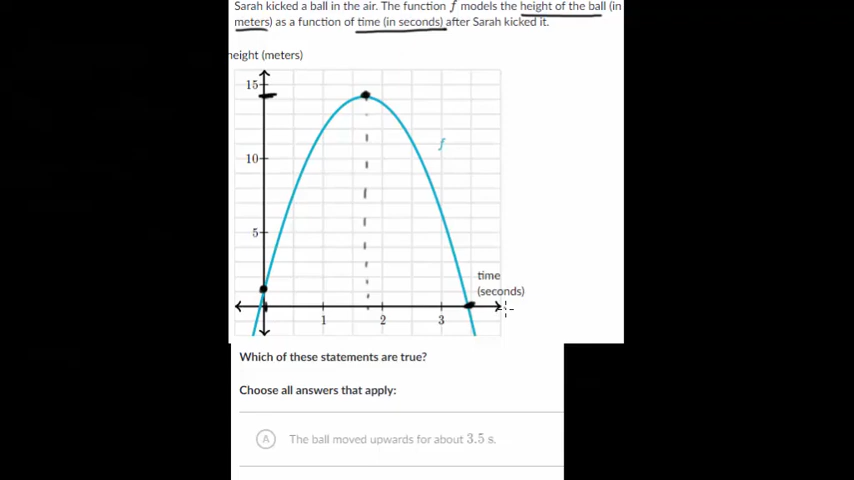 Sarah kicked a ball in the air. The function f models the height of the ball (in
meters) as a function of time (in seconds) after Sarah kicked it.
height (meters)
15
f
10
5
time
(seconds)
1 2 3
Which of these statements are true?
Choose all answers that apply:
A The ball moved upwards for about 3.5 s.